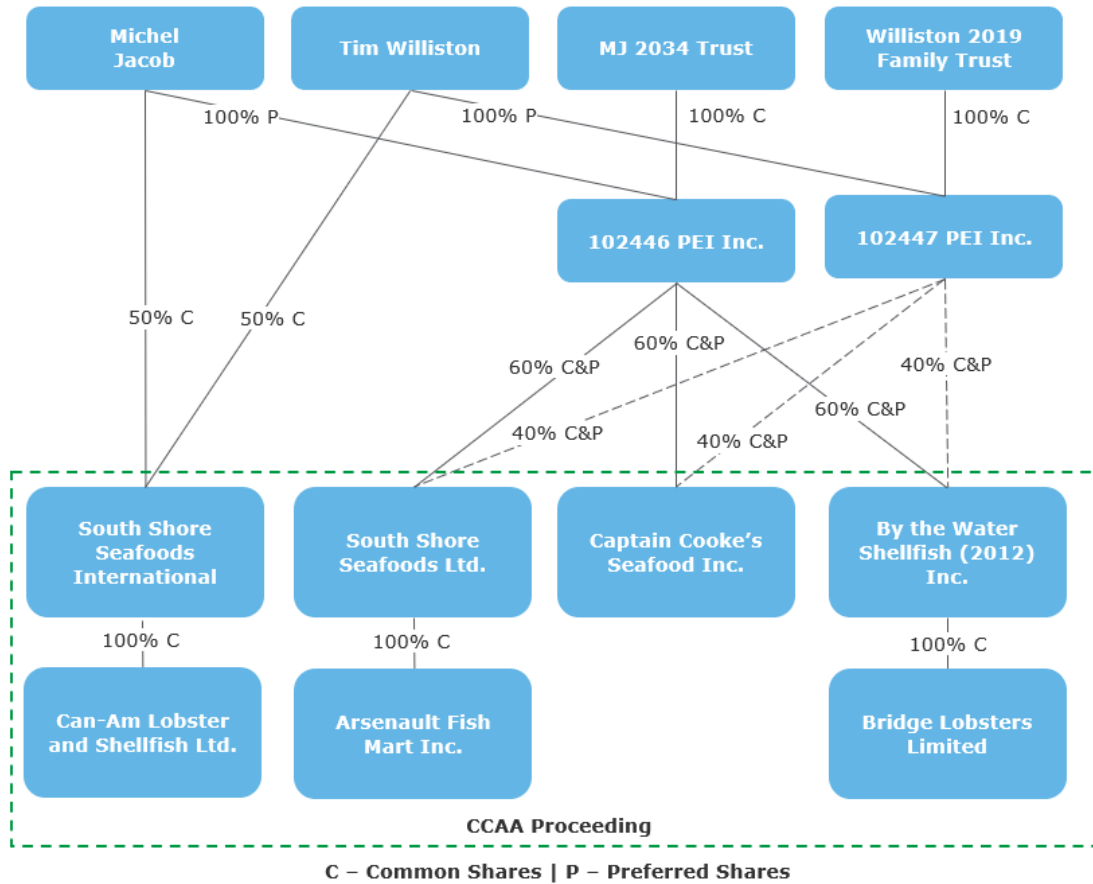 Michel
Jacob
Tim Williston
MJ 2034 Trust
Williston 2019
Family Trust
100% P
100% P
100% C
100% C
102446 PEI Inc.
102447 PEI Inc.
50% C
50% C
60% C&P
60% C&P
40% C&P
60% C&P
40% C&P
40% C&P
South Shore
Seafoods
International
South Shore
Seafoods Ltd.
Captain Cooke’s
Seafood Inc.
By the Water
Shellfish (2012)
Inc.
100% C
100% C
100% C
Can-Am Lobster
and Shellfish Ltd.
Arsenault Fish
Mart Inc.
Bridge Lobsters
Limited
CCAA Proceeding
C – Common Shares | P – Preferred Shares